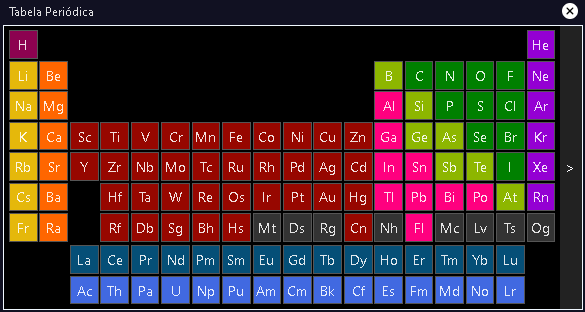 Tabela Periódica
H He
Li Be B C N O F Ne
Na Mg Al Si P S Cl Ar
K Ca Sc Ti V Cr Mn Fe Co Ni Cu Zn Ga Ge As Se Br Kr
Rb Sr Y Zr Nb Mo Tc Ru Rh Pd Ag Cd In Sn Sb Te I Xe
Cs Ba Hf Ta W Re Os Ir Pt Au Hg Tl Pb Bi Po At Rn
Fr Ra Rf Db Sg Bh Hs Mt Ds Rg Cn Nh Fl Mc Lv Ts Og
La Ce Pr Nd Pm Sm Eu Gd Tb Dy Ho Er Tm Yb Lu
Ac Th Pa U Np Pu Am Cm Bk Cf Es Fm Md No Lr
>